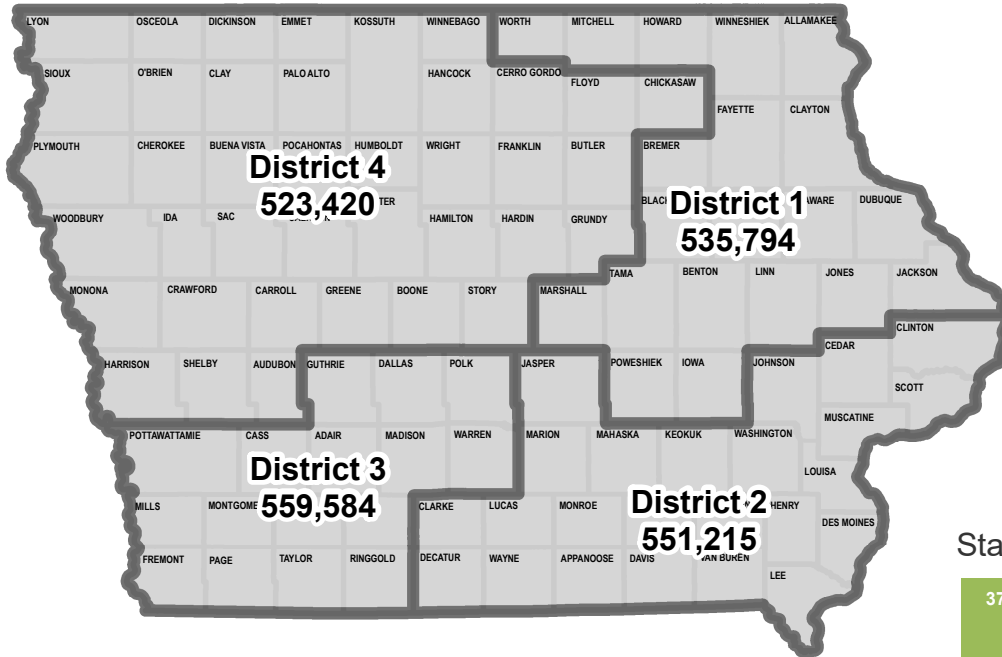 LYON OSCEOLA DICKINSON EMMET KOSSUTH WINNEBAGO WORTH MITCHELL HOWARD WINNESHIEK ALLAMAKEE
SIOUX O'BRIEN CLAY PALO ALTO HANCOCK CERRO GORDO FLOYD CHICKASAW
FAYETTE CLAYTON
PLYMOUTH CHEROKEE BUENA VISTA POCAHONTAS HUMBOLDT WRIGHT FRANKLIN BUTLER BREMER
District 4
523,420
WOODBURY IDA SAC HAMILTON HARDIN GRUNDY DUBUQUE
District 1
535,794
MONONA CRAWFORD CARROLL GREENE BOONE STORY MARSHALL TAMA BENTON LINN JONES JACKSON
CLINTON
HARRISON SHELBY AUDUBON GUTHRIE DALLAS POLK JASPER POWESHIEK IOWA JOHNSON CEDAR
SCOTT
MUSCATINE
POTTAWATTAMIE CASS ADAIR MADISON WARREN MARION MAHASKA KEOKUK WASHINGTON
LOUISA
District 3
559,584
MILLS CLARKE LUCAS MONROE HENRY
DES MOINES
District 2
551,215
FREMONT PAGE TAYLOR RINGGOLD DECATUR WAYNE APPANOOSE DAVIS VAN BUREN
LEE
Sta
37